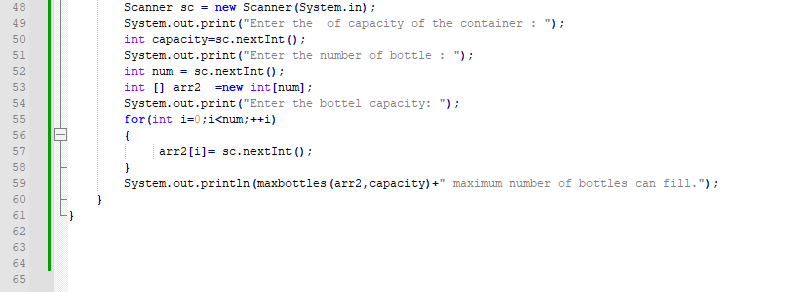 48 Scanner sc = new Scanner(System.in);
49 System.out.print("Enter the  of capacity of the container : ");
50 int capacity=sc.nextInt();
51 System.out.print("Enter the number of bottle : ");
52 int num = sc.nextInt();
53 int [] arr2  =new int[num];
54 System.out.print("Enter the bottel capacity: ");
55 for(int i=0;i<num;++i)
56 {
57 arr2[i]= sc.nextInt();
58 }
59 System.out.println(maxbottles(arr2,capacity)+" maximum number of bottles can fill.");
60 }
61 }
62
63
64
65